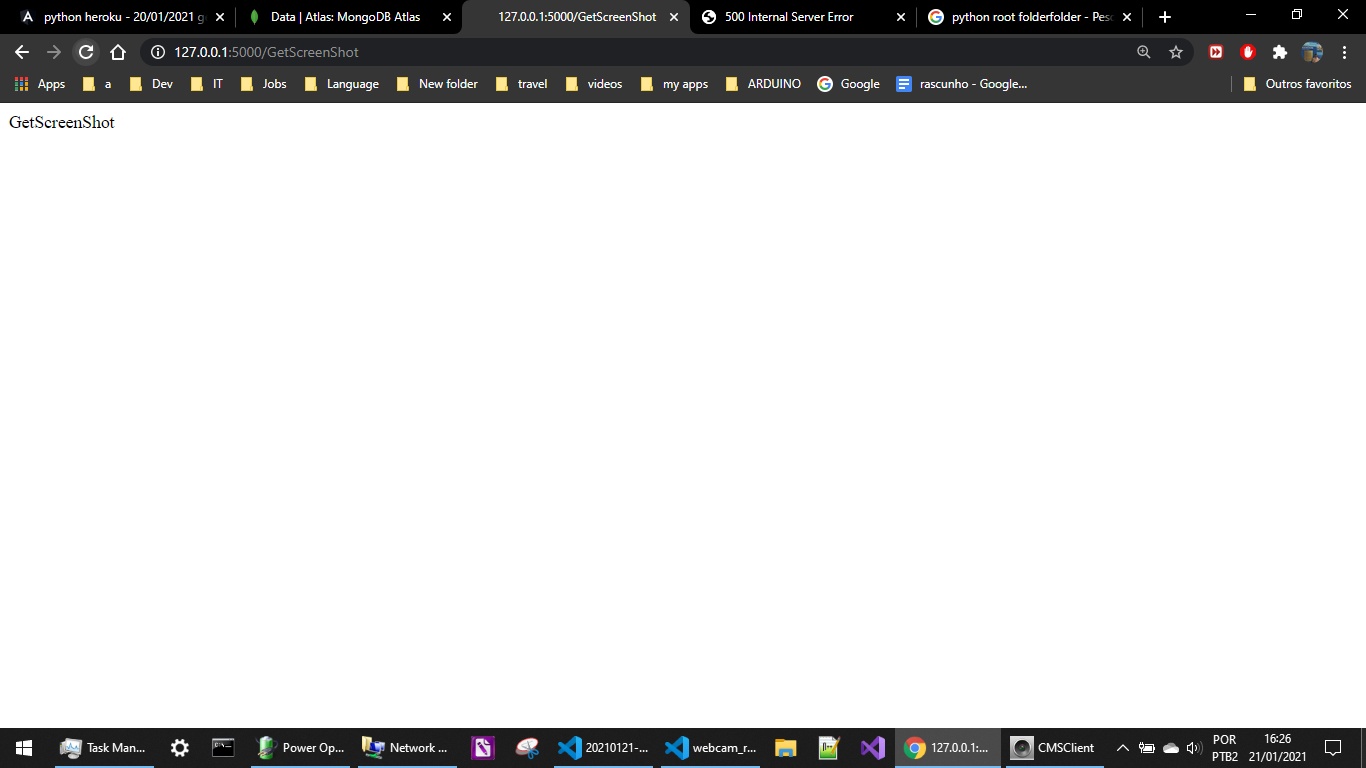 python heroku - 20/01/2021 g
Data | Atlas: MongoDB Atlas
127.0.0.1:5000/GetScreenShot
500 Internal Server Error
python root folderfolder - Pesc
127.0.0.1:5000/GetScreenShot
Apps
a
Dev
IT
Jobs
Language
New folder
travel
videos
my apps
ARDUINO
Google
rascunho - Google...
Outros favoritos
GetScreenShot
Task Man...
Power Op...
Network ...
20210121-...
webcam_r...
127.0.0.1:...
CMSClient
POR
PTB2
16:26
21/01/2021